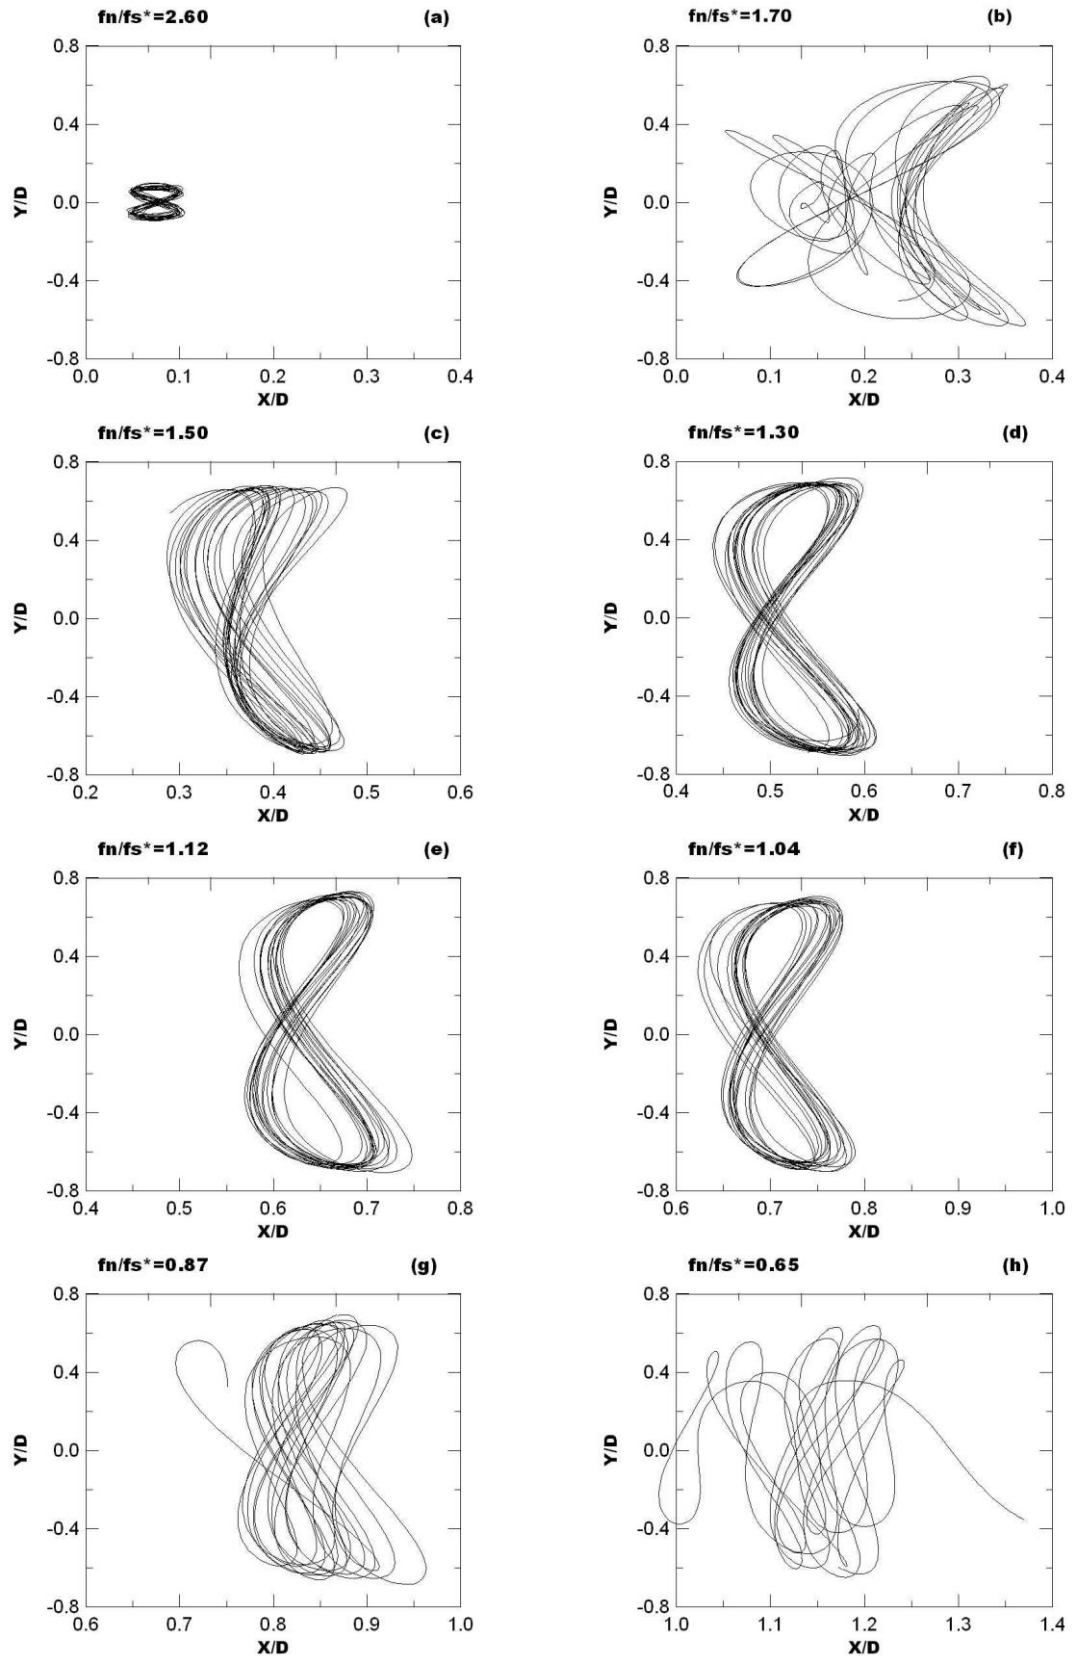 fn/fs*=2.60 (a)
0.8
0.4
Y/D
0.0
-0.4
-0.8
0.0 0.1 0.2 0.3 0.4
X/D
fn/fs*=1.70 (b)
0.8
0.4
Y/D
0.0
-0.4
-0.8
0.0 0.1 0.2 0.3 0.4
X/D
fn/fs*=1.50 (c)
0.8
0.4
Y/D
0.0
-0.4
-0.8
0.2 0.3 0.4 0.5 0.6
X/D
fn/fs*=1.30 (d)
0.8
0.4
Y/D
0.0
-0.4
-0.8
0.4 0.5 0.6 0.7 0.8
X/D
fn/fs*=1.12 (e)
0.8
0.4
Y/D
0.0
-0.4
-0.8
0.4 0.5 0.6 0.7 0.8
X/D
fn/fs*=1.04 (f)
0.8
0.4
Y/D
0.0
-0.4
-0.8
0.6 0.7 0.8 0.9 1.0
X/D
fn/fs*=0.87 (g)
0.8
0.4
Y/D
0.0
-0.4
-0.8
0.6 0.7 0.8 0.9 1.0
X/D
fn/fs*=0.65 (h)
0.8
0.4
Y/D
0.0
-0.4
-0.8
1.0 1.1 1.2 1.3 1.4
X/D